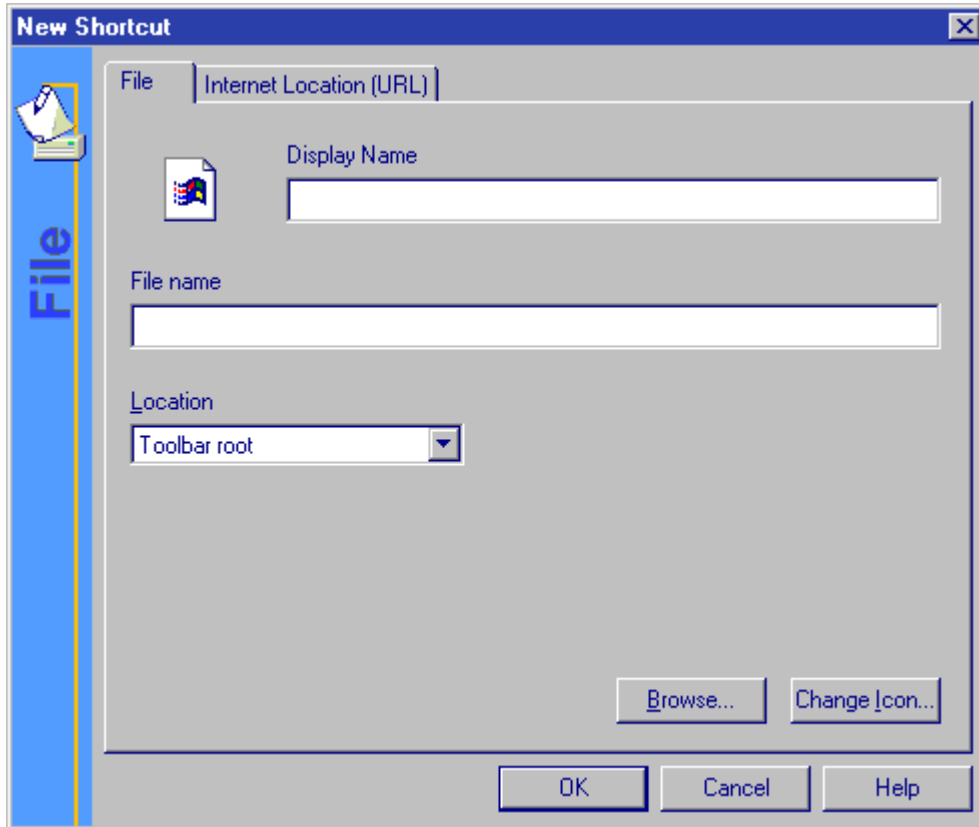 New Shortcut
File Internet Location (URL)
File
Display Name
File name
Location
Toolbar root
Browse... Change Icon...
OK Cancel Help